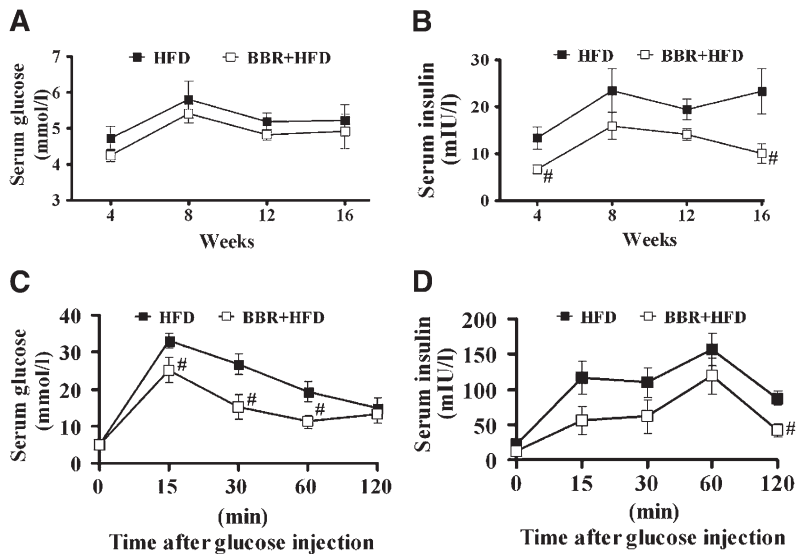 A
HFD BBR+HFD
Serum glucose
(mmol/l)
7
6
5
4
3
4 8 12 16
Weeks
B
HFD BBR+HFD
Serum insulin
(mIU/l)
30
20
10
0
# #
4 8 12 16
Weeks
C
HFD BBR+HFD
Serum glucose
(mmol/l)
40
30
20
10
0
# # #
0 15 30 60 120
(min)
Time after glucose injection
D
HFD BBR+HFD
Serum insulin
(mIU/l)
200
150
100
50
0
#
0 15 30 60 120
(min)
Time after glucose injection